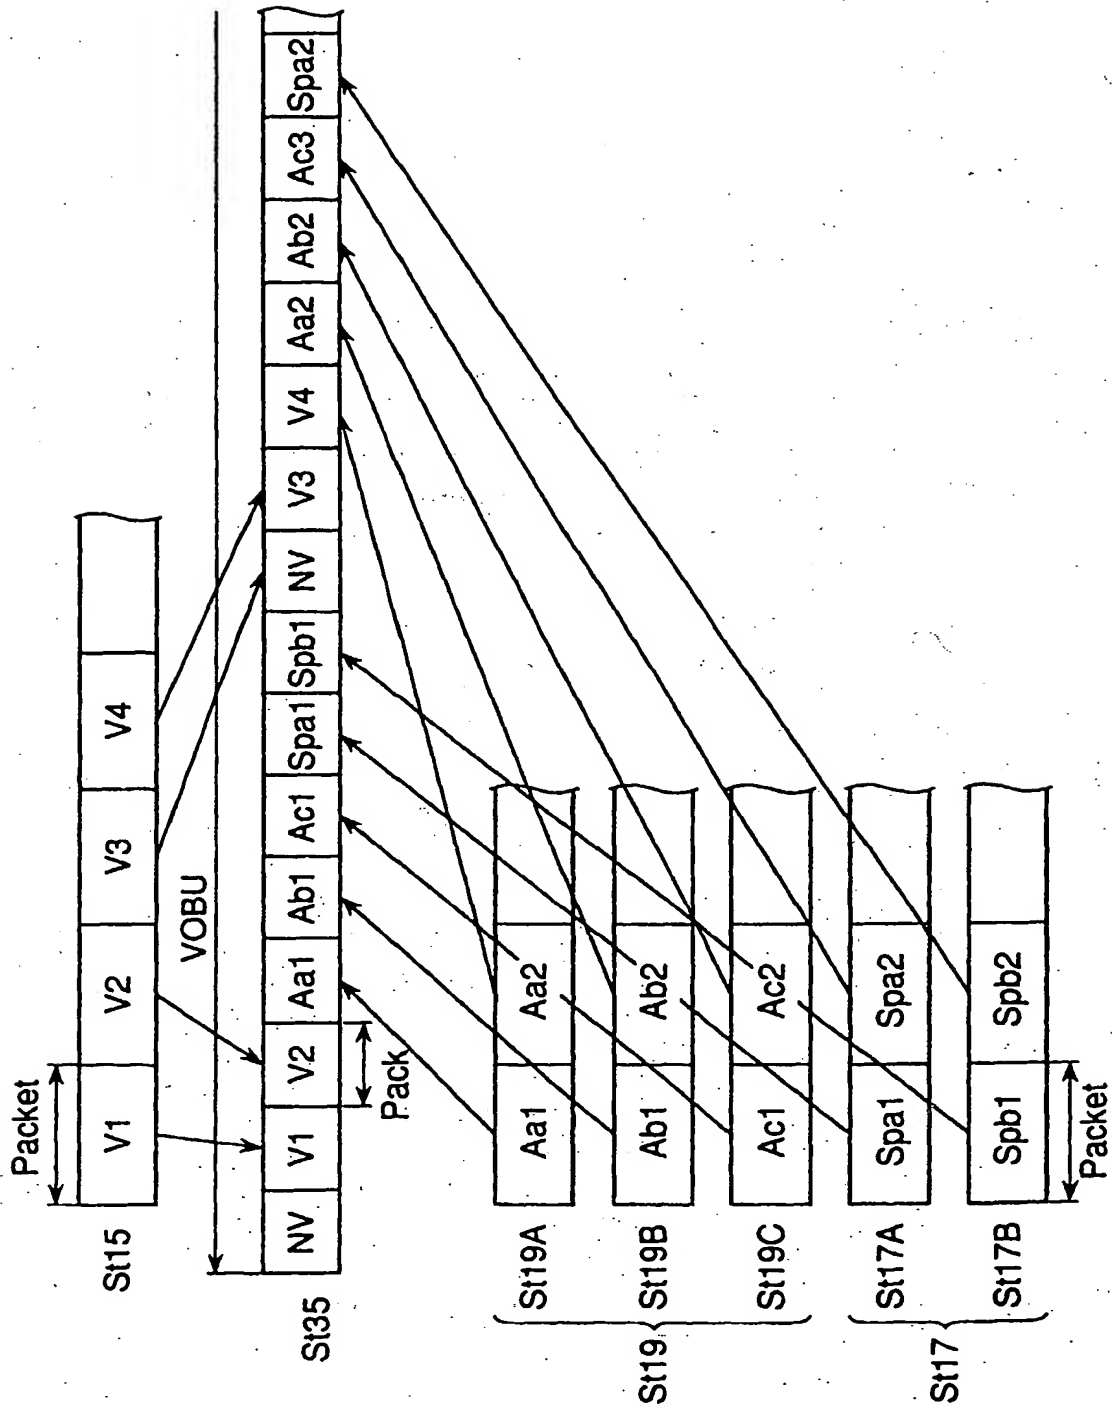 Packet
St15
V1
V2
V3
V4
VOBU
St35
NV
V1
V2
Aa1
Ab1
Ac1
Spa1
Spb1
NV
V3
V4
Aa2
Ab2
Ac3
Spa2
Pack
St19
St19A
Aa1
Aa2
St19B
Ab1
Ab2
St19C
Ac1
Ac2
St17
St17A
Spa1
Spa2
St17B
Spb1
Spb2
Packet